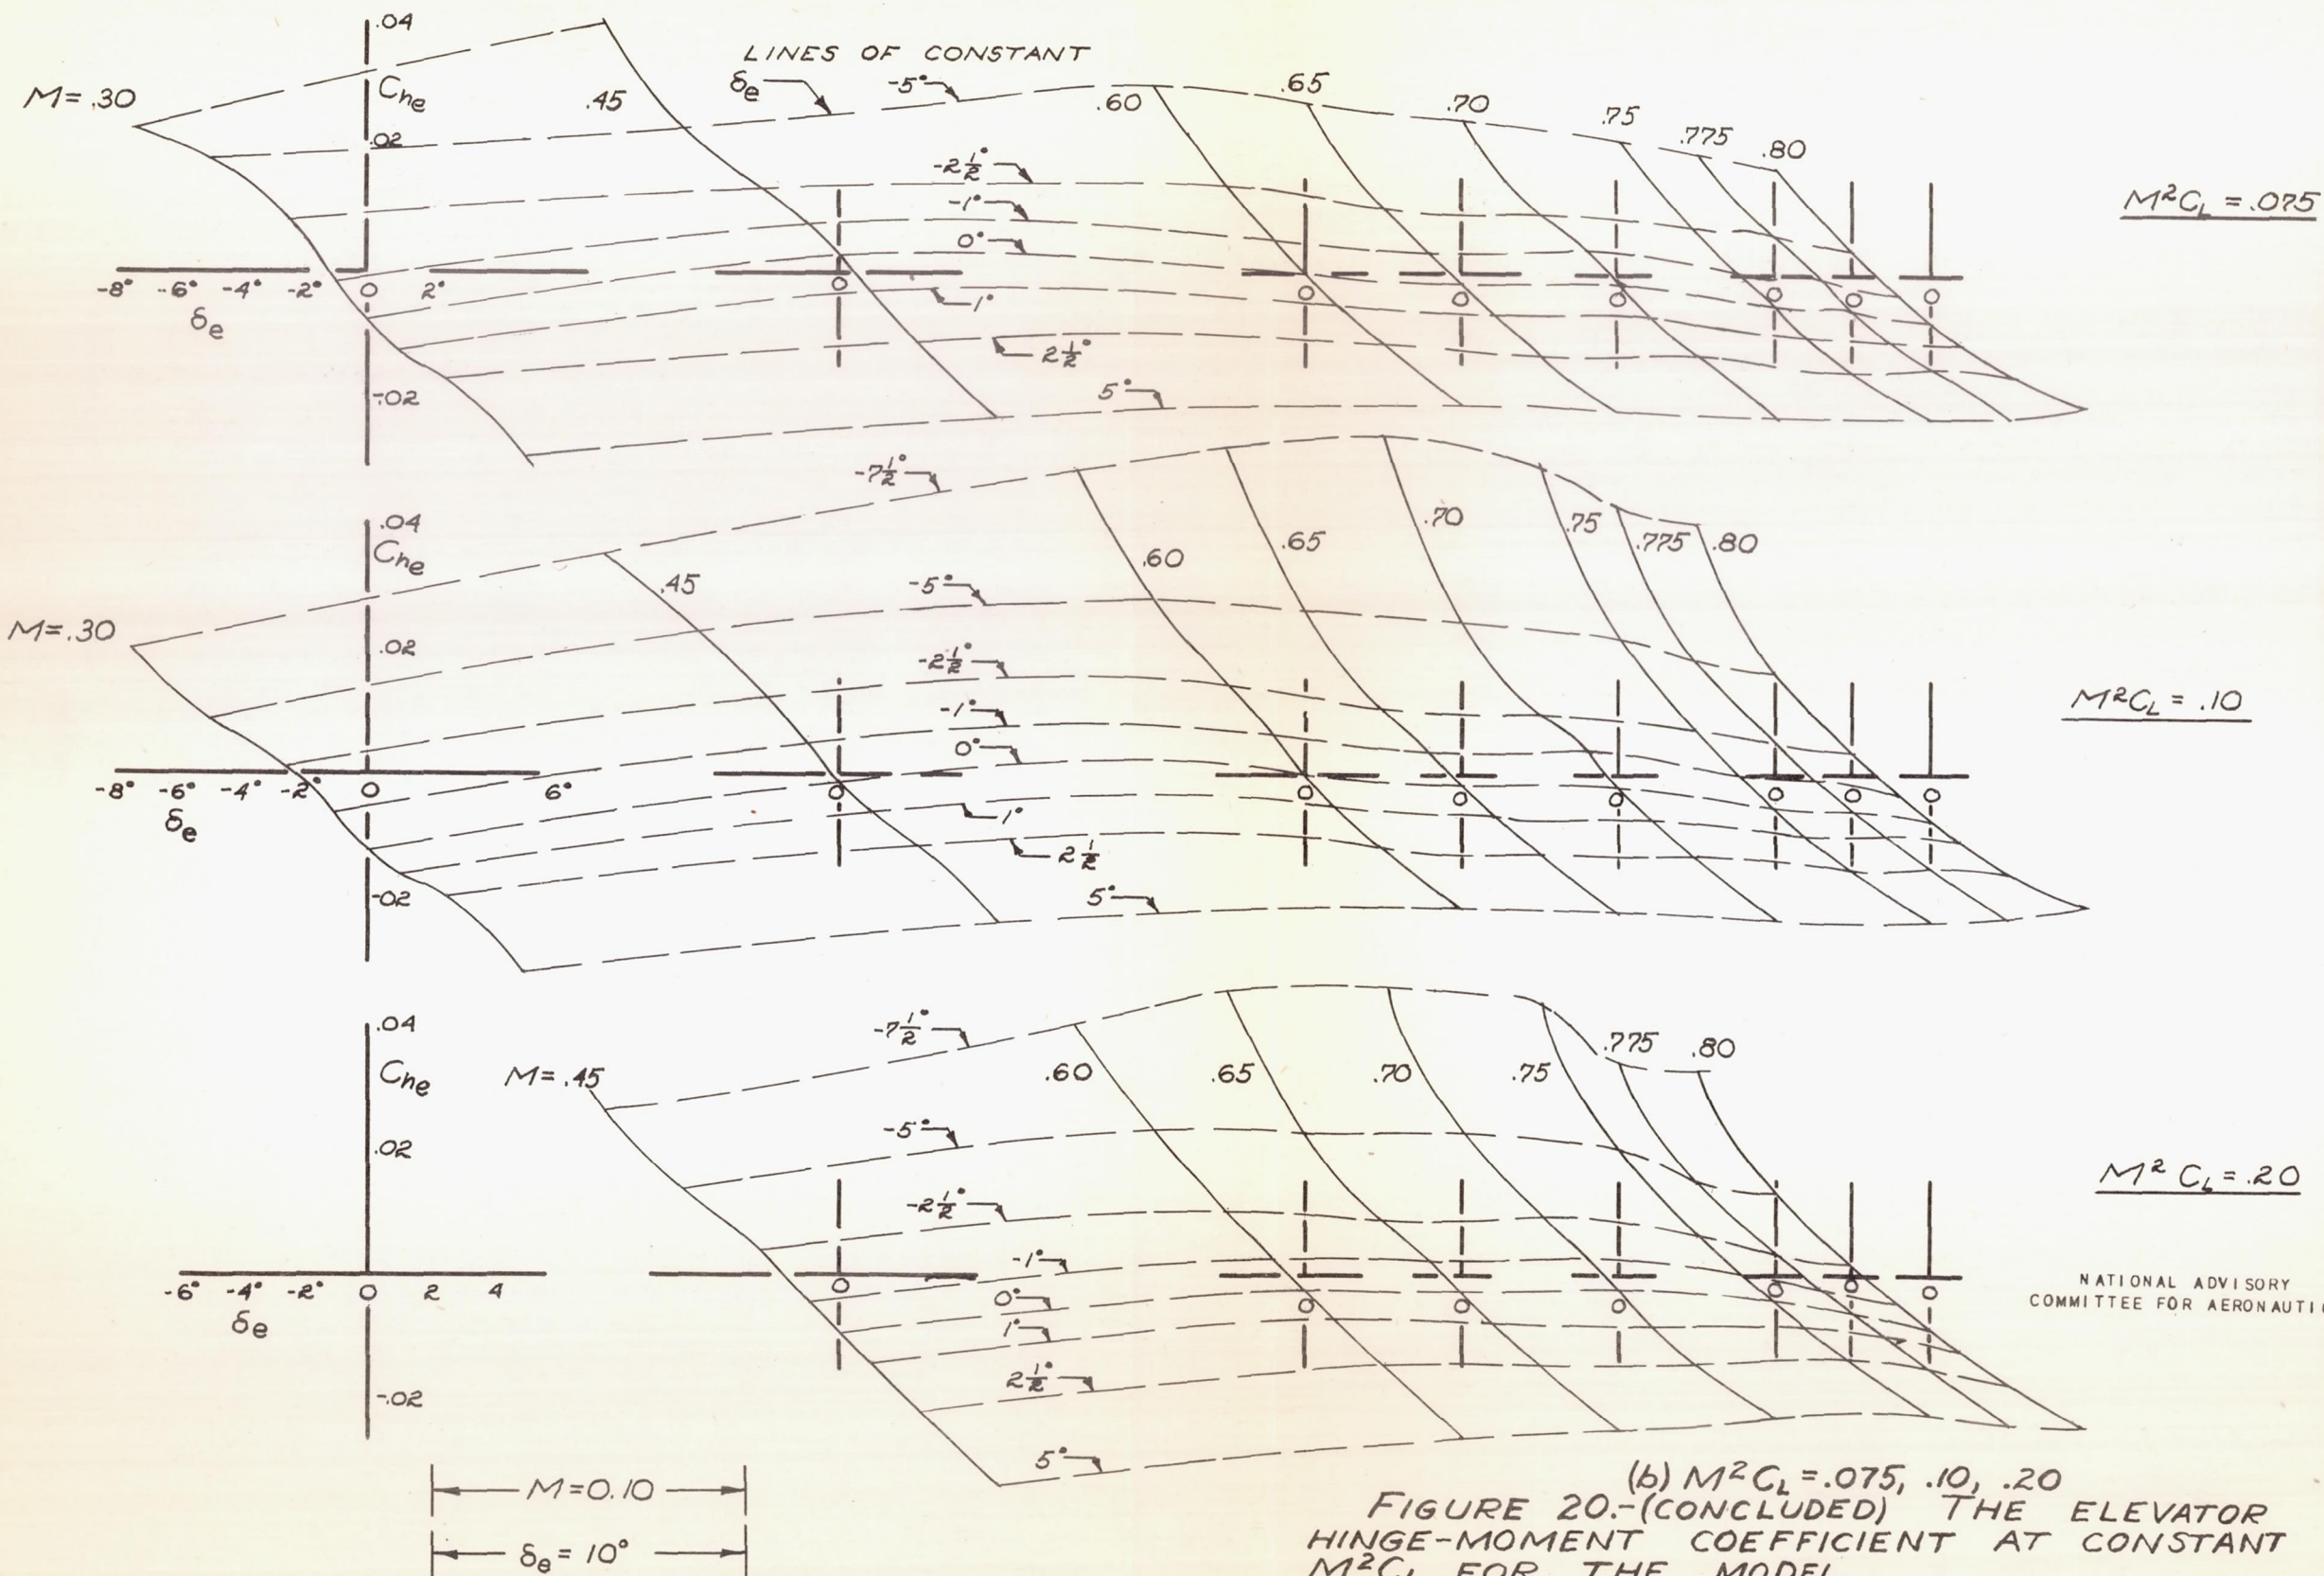 .04
LINES OF CONSTANT
δe -5°
Che
M=.30 .45 .60 .65 .70 .75 .775 .80
.02
-2½°
-1°
0°
M²CL = .075
-8° -6° -4° -2° 0 2° 0 0 0 0 0 0 0
δe
1°
2½°
-.02
5°
-7½°
.04
Che
M=.30 .45 .60 .65 .70 .75 .775 .80
-5°
.02
-2½°
-1°
0°
M²CL = .10
-8° -6° -4° -2° 0 6° 0 0 0 0 0 0 0
δe
1°
2½
-.02
5°
-7½°
.04
Che
M=.45 .60 .65 .70 .75 .775 .80
-5°
.02
-2½°
-1°
M² CL = .20
-6° -4° -2° 0 2 4 0 0 0 0 0 0 0
δe
0°
1°
2½°
-.02
5°
NATIONAL ADVISORY
COMMITTEE FOR AERONAUTI
M=0.10
δe = 10°
(b) M²CL=.075, .10, .20
FIGURE 20.-(CONCLUDED) THE ELEVATOR
HINGE-MOMENT COEFFICIENT AT CONSTANT
M²CL FOR THE MODEL